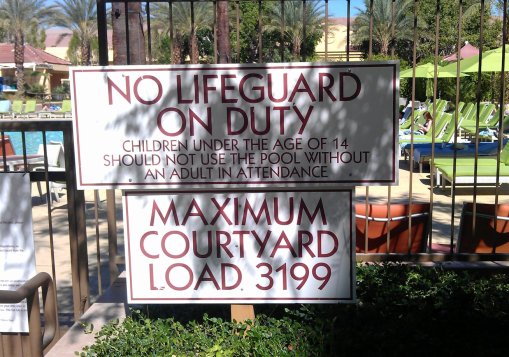 NO LIFEGUARD
ON DUTY
CHILDREN UNDER THE AGE OF 14
SHOULD NOT USE THE POOL WITHOUT
AN ADULT IN ATTENDANCE
MAXIMUM
COURTYARD
LOAD 3199